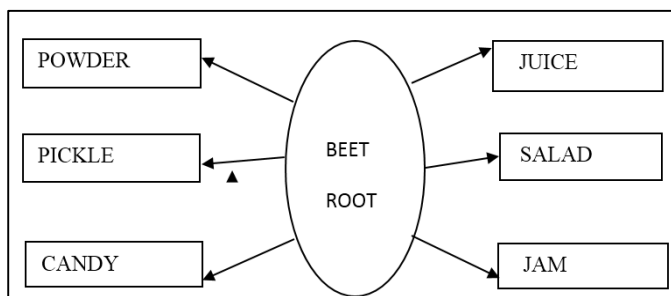 POWDER
JUICE
PICKLE
BEET
ROOT
SALAD
CANDY
JAM